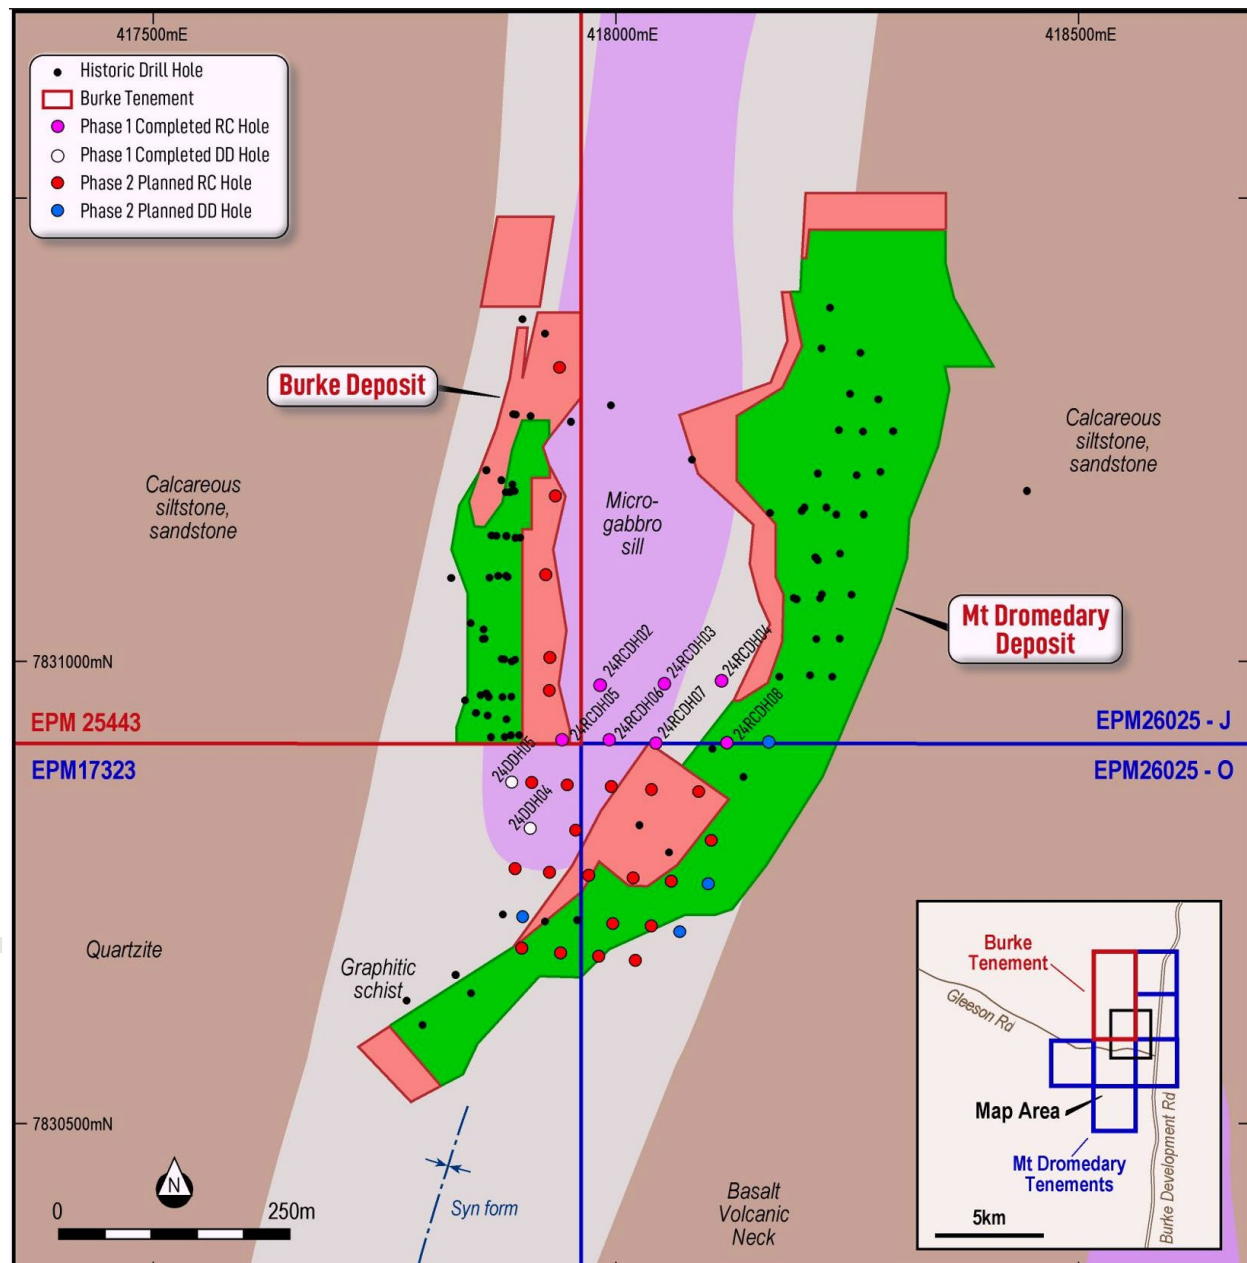 417500mE
418000mE
418500mE
Historic Drill Hole
Burke Tenement
Phase 1 Completed RC Hole
Phase 1 Completed DD Hole
Phase 2 Planned RC Hole
Phase 2 Planned DD Hole
Burke Deposit
Calcareous
siltstone,
sandstone
Calcareous
siltstone,
sandstone
Micro-
gabbro
sill
Mt Dromedary
Deposit
7831000mN
24RCDH02
24RCDH03
24RCDH04
24RCDH05
24RCDH06
24RCDH07
24RCDH08
EPM 25443
EPM26025 - J
EPM17323
EPM26025 - O
24DDH05
24DDH04
Quartzite
Graphitic
schist
7830500mN
N
0
250m
Syn form
Basalt
Volcanic
Neck
Burke
Tenement
Gleeson Rd
Map Area
Mt Dromedary
Tenements
Burke Development Rd
5km